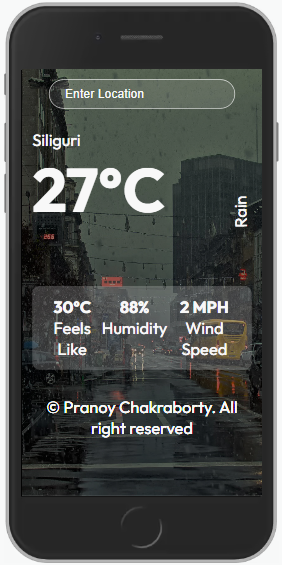 Enter Location
Siliguri
27°C
Rain
30°C 88% 2 MPH
Feels Like Humidity Wind Speed
© Pranoy Chakraborty. All
right reserved